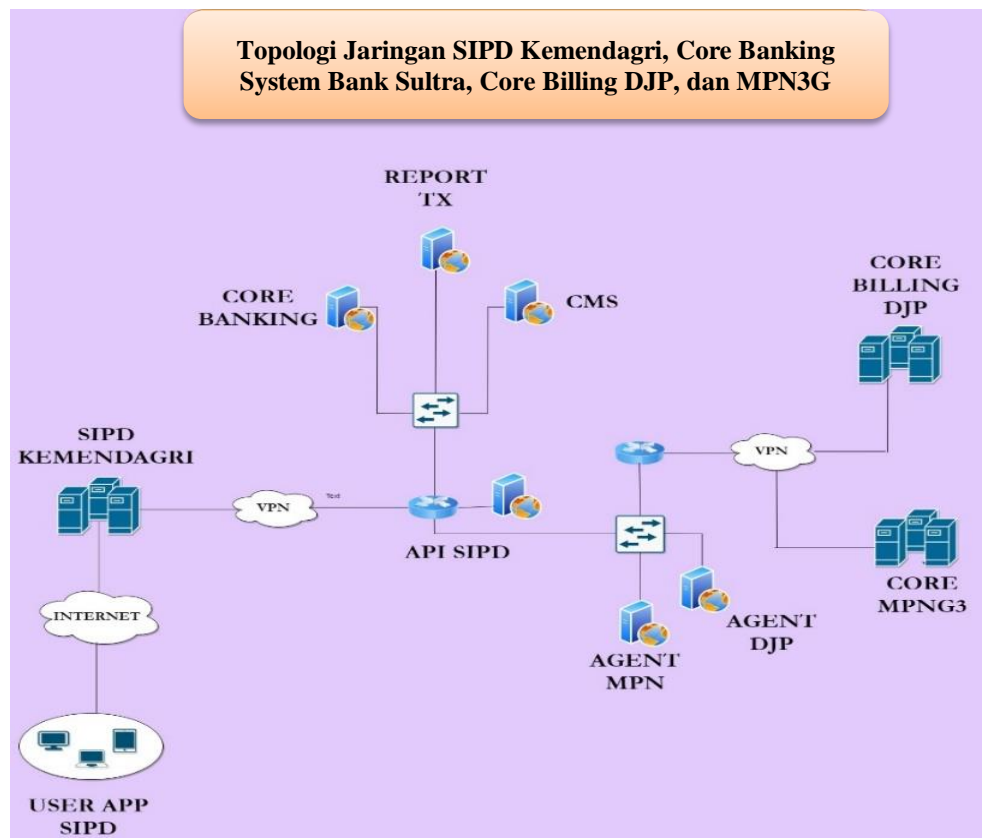 Topologi Jaringan SIPD Kemendagri, Core Banking
System Bank Sultra, Core Billing DJP, dan MPN3G
REPORT
TX
CORE
BANKING
CMS
CORE
BILLING
DJP
SIPD
KEMENDAGRI
VPN
Text
VPN
API SIPD
CORE
MPNG3
INTERNET
AGENT
DJP
AGENT
MPN
USER APP
SIPD